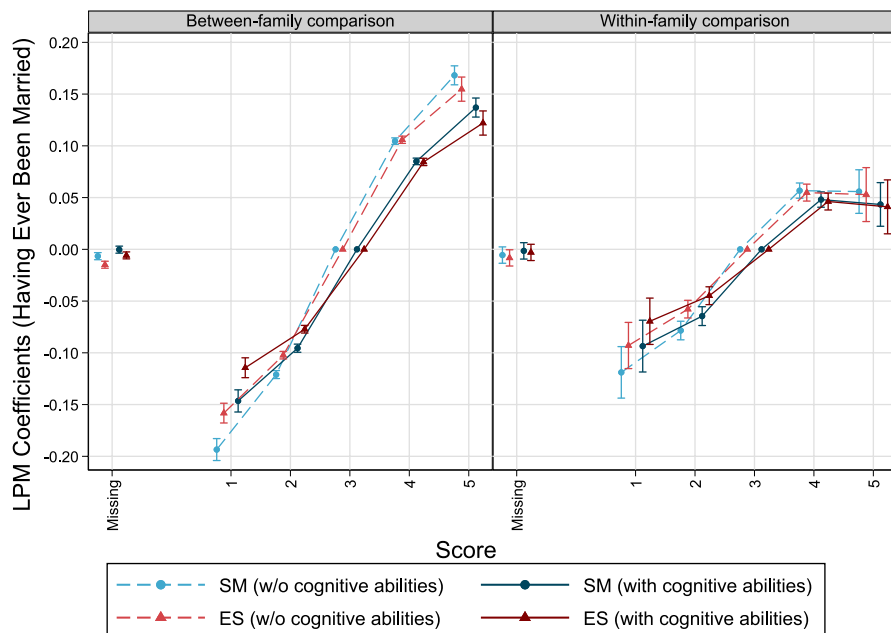 Between-family comparison
Within-family comparison
LPM Coefficients (Having Ever Been Married)
0.20
0.15
0.10
0.05
0.00
-0.05
-0.10
-0.15
-0.20
Missing
1
2
3
4
5
Missing
1
2
3
4
5
Score
SM (w/o cognitive abilities)
SM (with cognitive abilities)
ES (w/o cognitive abilities)
ES (with cognitive abilities)